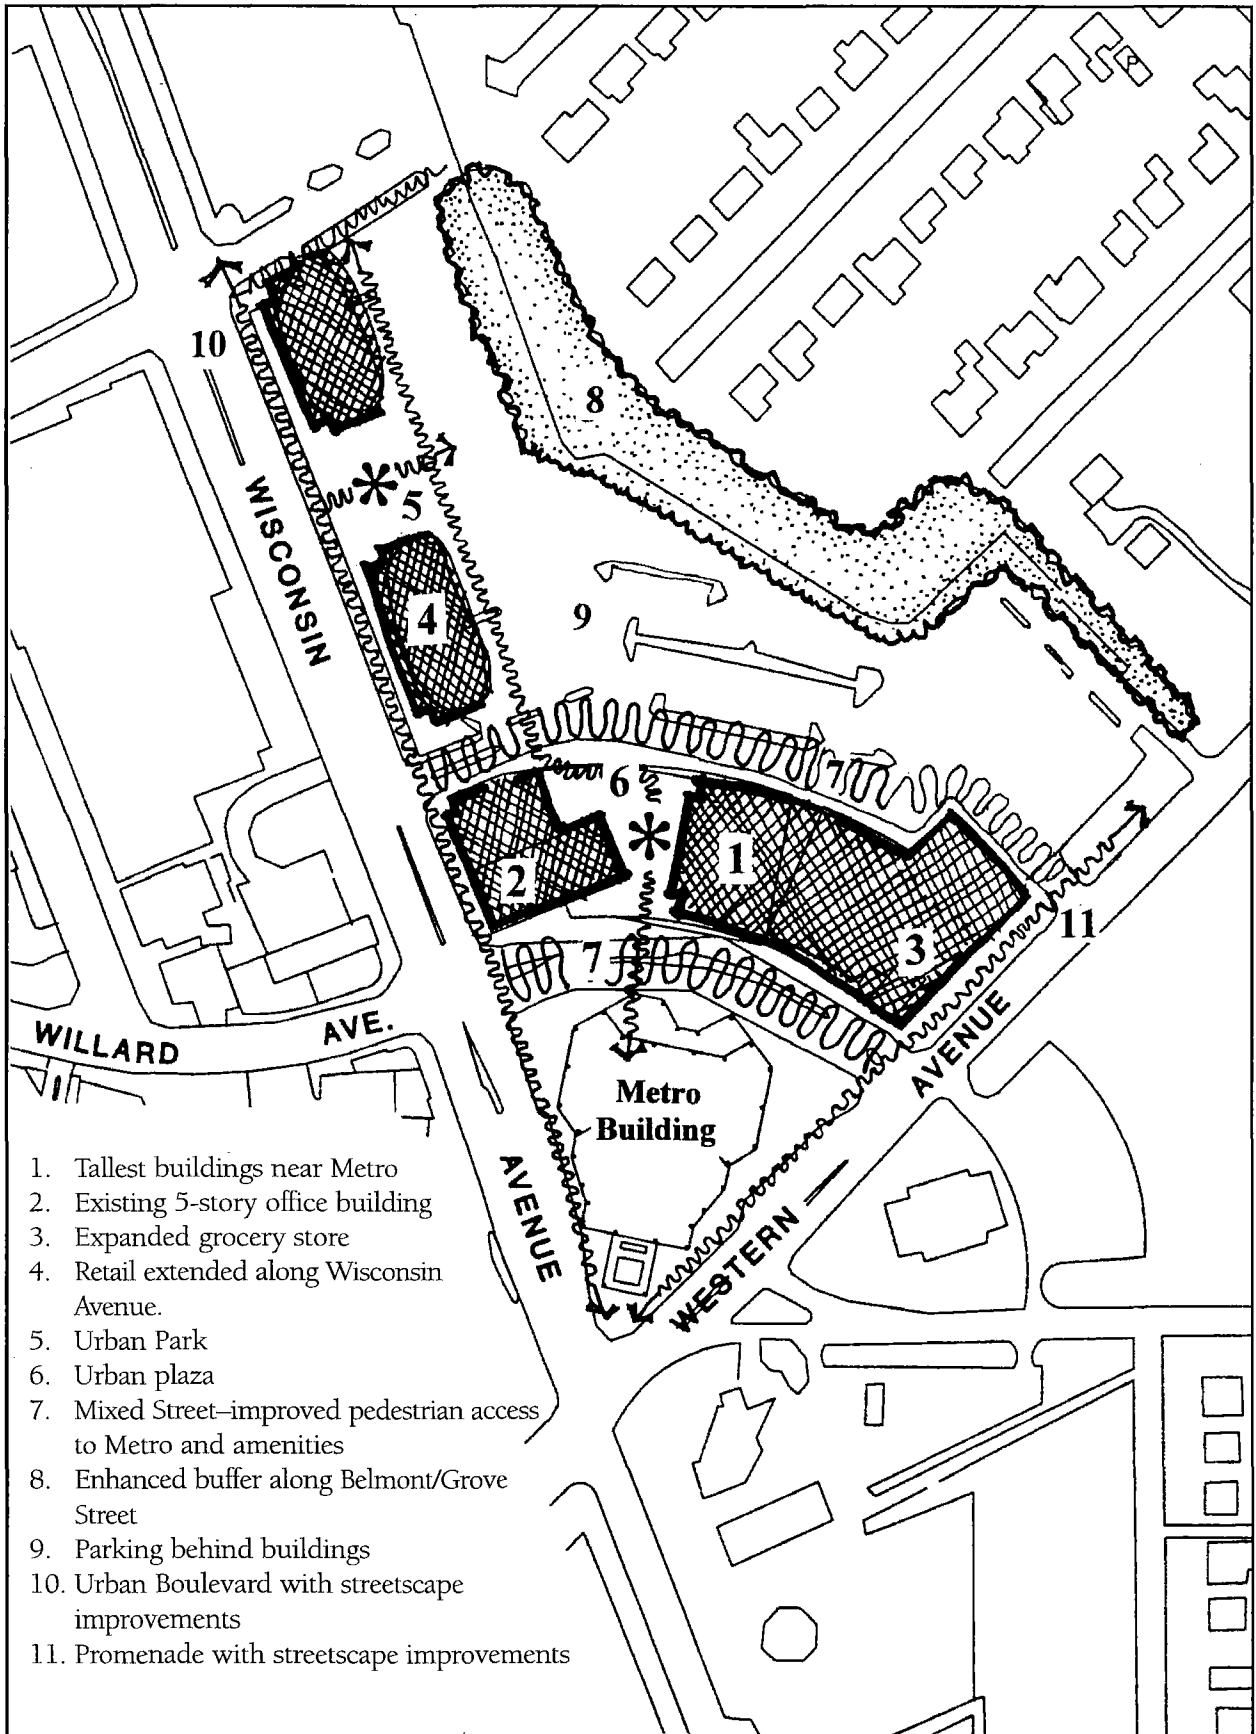 P
10
8
WISCONSIN
5
9
4
7
6
1
2
11
3
7
WILLARD AVE.
AVENUE
Metro
Building
AVENUE
WESTERN
1. Tallest buildings near Metro
2. Existing 5-story office building
3. Expanded grocery store
4. Retail extended along Wisconsin
Avenue.
5. Urban Park
6. Urban plaza
7. Mixed Street–improved pedestrian access
to Metro and amenities
8. Enhanced buffer along Belmont/Grove
Street
9. Parking behind buildings
10. Urban Boulevard with streetscape
improvements
11. Promenade with streetscape improvements